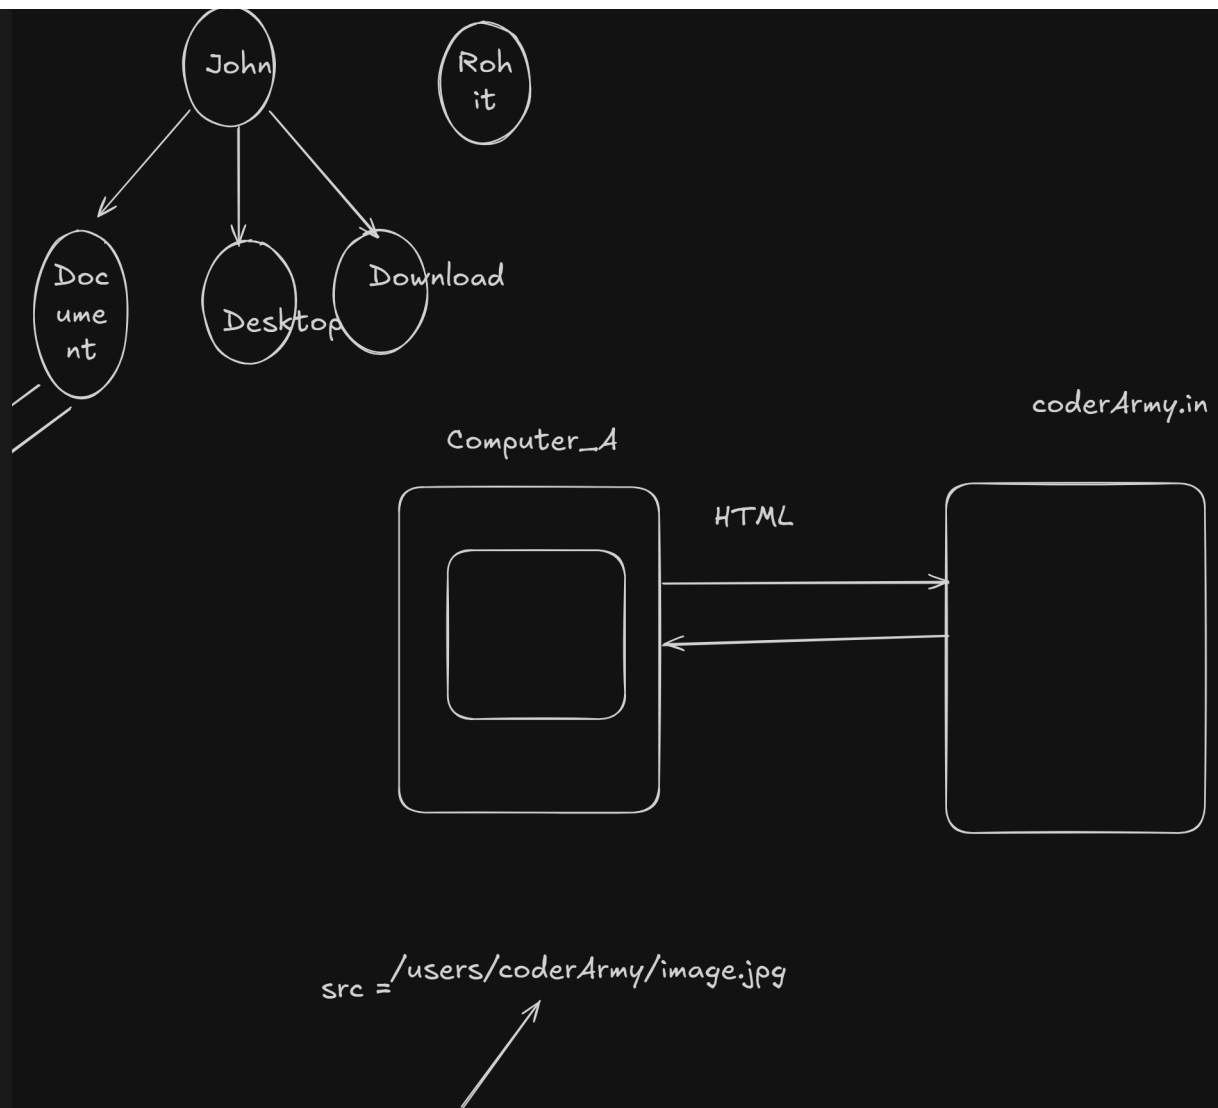 John
Roh
it
Doc
ume
nt
Desktop
Download
coderArmy.in
Computer_A
HTML
src =/users/coderArmy/image.jpg